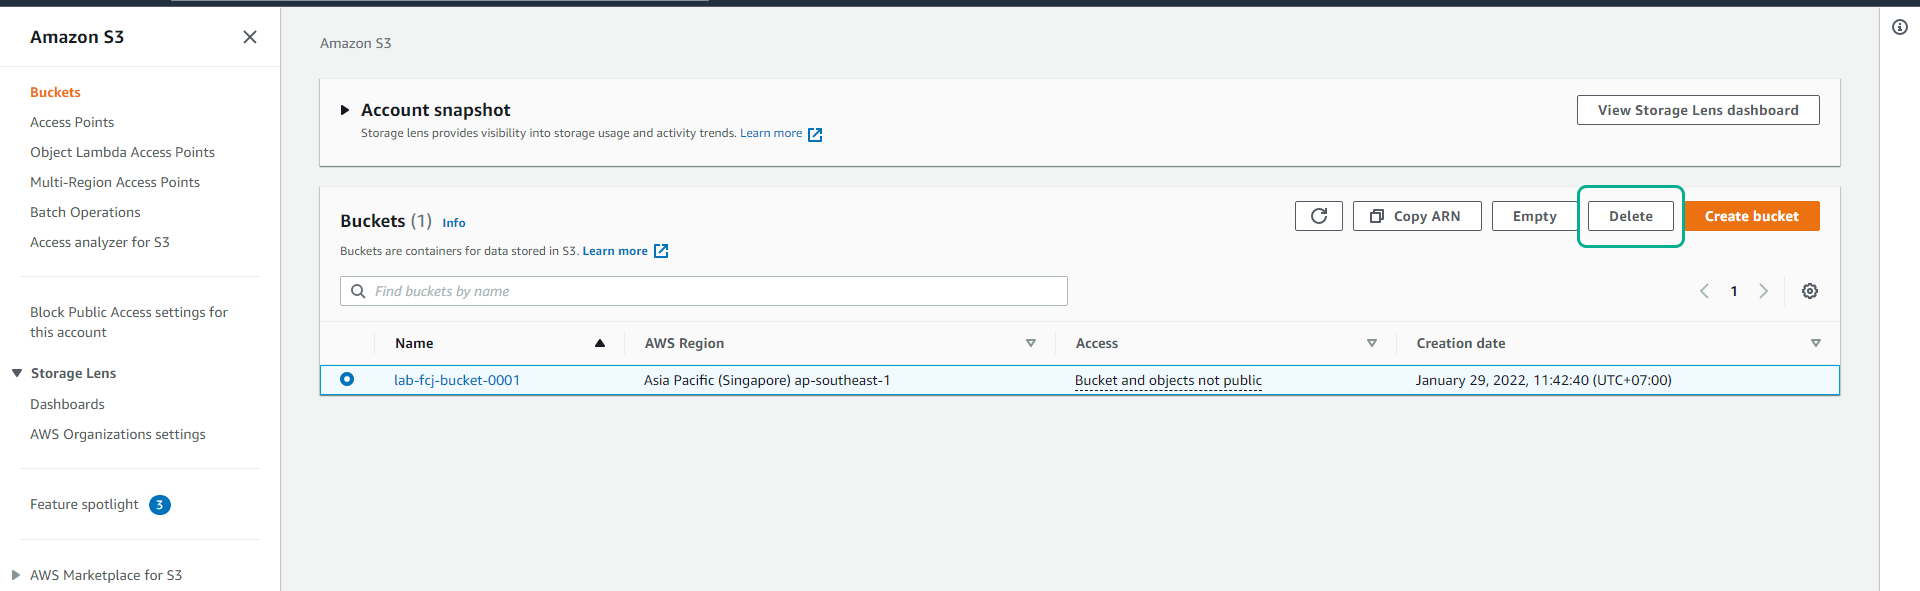 Amazon S3
Buckets
Access Points
Object Lambda Access Points
Multi-Region Access Points
Batch Operations
Access analyzer for S3
Block Public Access settings for
this account
Storage Lens
Dashboards
AWS Organizations settings
Feature spotlight 3
AWS Marketplace for S3
Amazon S3
Account snapshot
View Storage Lens dashboard
Storage lens provides visibility into storage usage and activity trends. Learn more
Buckets (1) Info
Copy ARN Empty Delete Create bucket
Buckets are containers for data stored in S3. Learn more
Find buckets by name
1
Name AWS Region Access Creation date
lab-fcj-bucket-0001 Asia Pacific (Singapore) ap-southeast-1 Bucket and objects not public January 29, 2022, 11:42:40 (UTC+07:00)